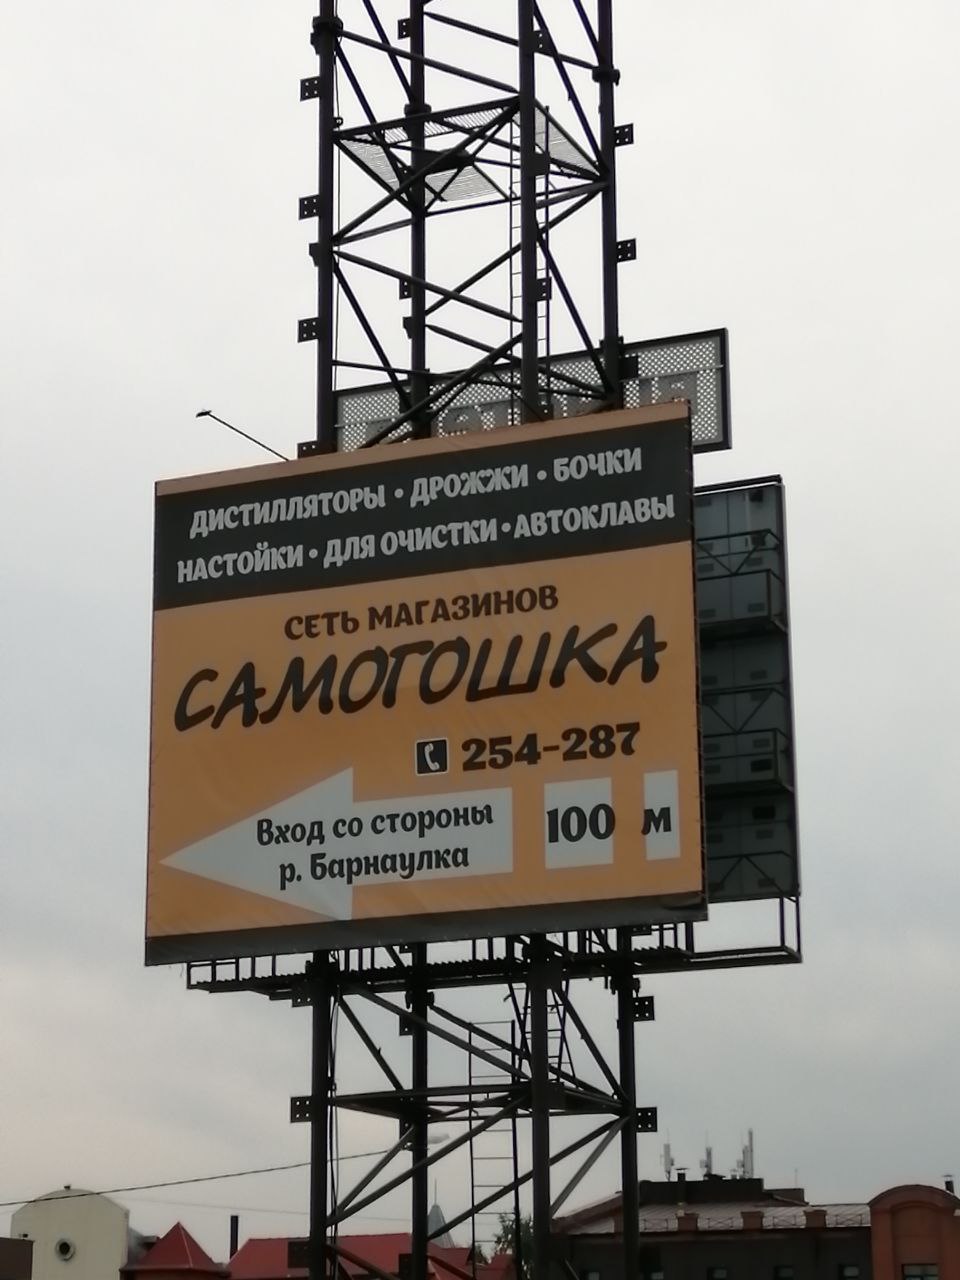 ДИСТИЛЛЯТОРЫ • ДРОЖЖИ • БОЧКИ
НАСТОЙКИ • ДЛЯ ОЧИСТКИ • АВТОКЛАВЫ
СЕТЬ МАГАЗИНОВ
САМОГОШКА
254-287
Вход со стороны
р. Барнаулка
100 м